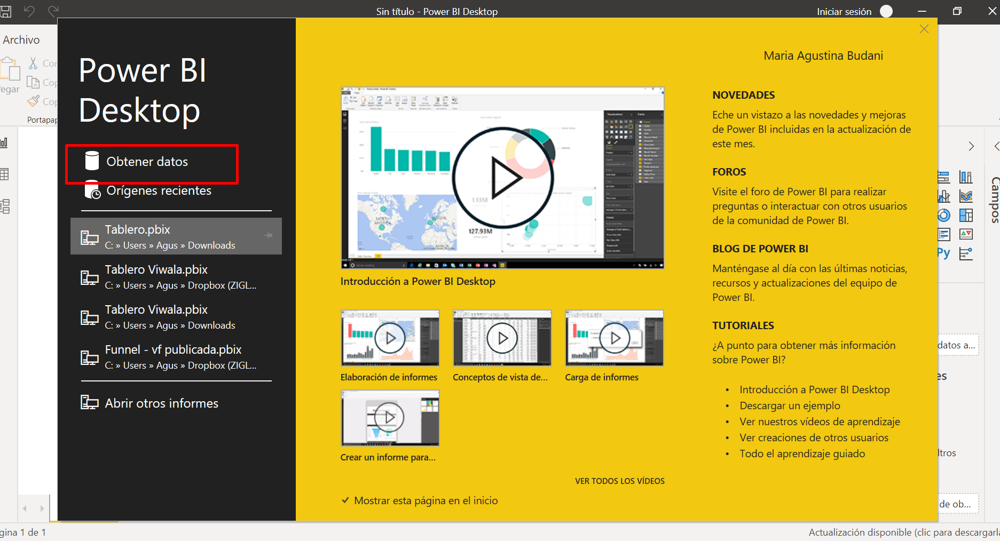 Sin título - Power BI Desktop
Iniciar sesión
Archivo
Portapap
Power BI
Desktop
Obtener datos
Orígenes recientes
Tablero.pbix
C: » Users » Agus » Downloads
Tablero Viwala.pbix
C: » Users » Agus » Dropbox (ZIGL...
Tablero Viwala.pbix
C: » Users » Agus » Downloads
Funnel - vf publicada.pbix
C: » Users » Agus » Dropbox (ZIGL...
Abrir otros informes
Maria Agustina Budani
1.13M
127.93M
NORTH
AMERICA
EUROPE
AFRICA
Introducción a Power BI Desktop
Elaboración de informes
Conceptos de vista de...
Carga de informes
Crear un informe para...
VER TODOS LOS VÍDEOS
Mostrar esta página en el inicio
NOVEDADES
Eche un vistazo a las novedades y mejoras
de Power BI incluidas en la actualización de
este mes.
FOROS
Visite el foro de Power BI para realizar
preguntas o interactuar con otros usuarios
de la comunidad de Power BI.
BLOG DE POWER BI
Manténgase al día con las últimas noticias,
recursos y actualizaciones del equipo de
Power BI.
TUTORIALES
¿A punto para obtener más información
sobre Power BI?
• Introducción a Power BI Desktop
• Descargar un ejemplo
• Ver nuestros vídeos de aprendizaje
• Ver creaciones de otros usuarios
• Todo el aprendizaje guiado
Campos
Py
datos a...
es
ltros
de ob...
gina 1 de 1
Actualización disponible (clic para descargarla